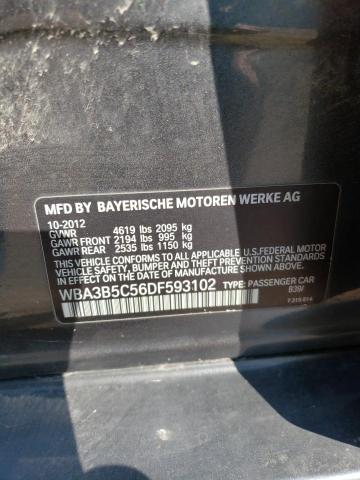 MFD BY BAYERISCHE MOTOREN WERKE AG
10-2012
GVWR 4619 lbs 2095 kg
GAWR FRONT 2194 lbs 995 kg
GAWR REAR 2535 lbs 1150 kg
THIS VEHICLE CONFORMS TO ALL APPLICABLE U.S.FEDERAL MOTOR
VEHICLE SAFETY, BUMPER, AND THEFT PREVENTION STANDARDS IN EFFECT
ON THE DATE OF MANUFACTURE SHOWN ABOVE.
WBA3B5C56DF593102 TYPE: PASSENGER CAR
B39/